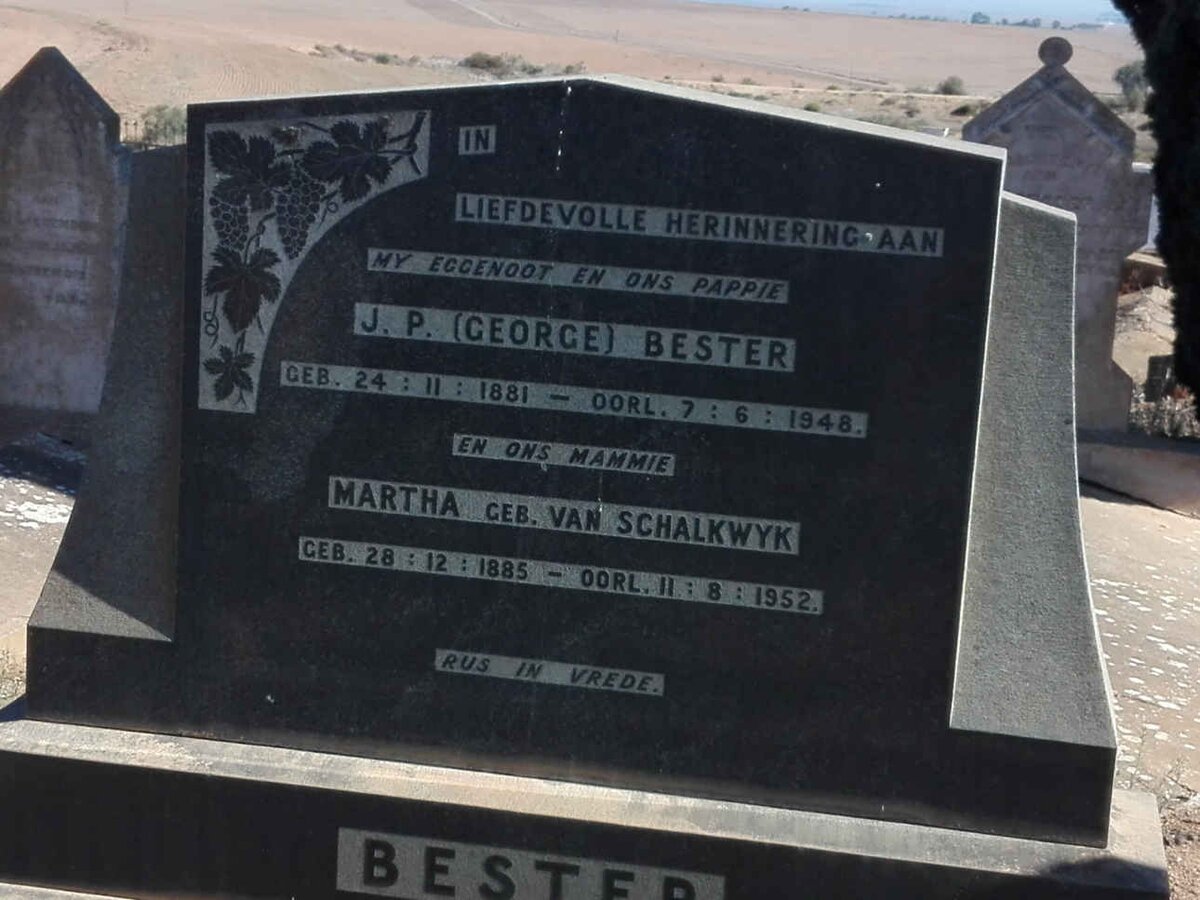 IN
LIEFDEVOLLE HERINNERING AAN
MY EGGENOOT EN ONS PAPPIE
J. P. (GEORGE) BESTER
GEB. 24 : 11 : 1881 — OORL. 7 : 6 : 1948.
EN ONS MAMMIE
MARTHA GEB. VAN SCHALKWYK
GEB. 28 : 12 : 1885 — OORL. 11 : 8 : 1952.
RUS IN VREDE.
BESTER